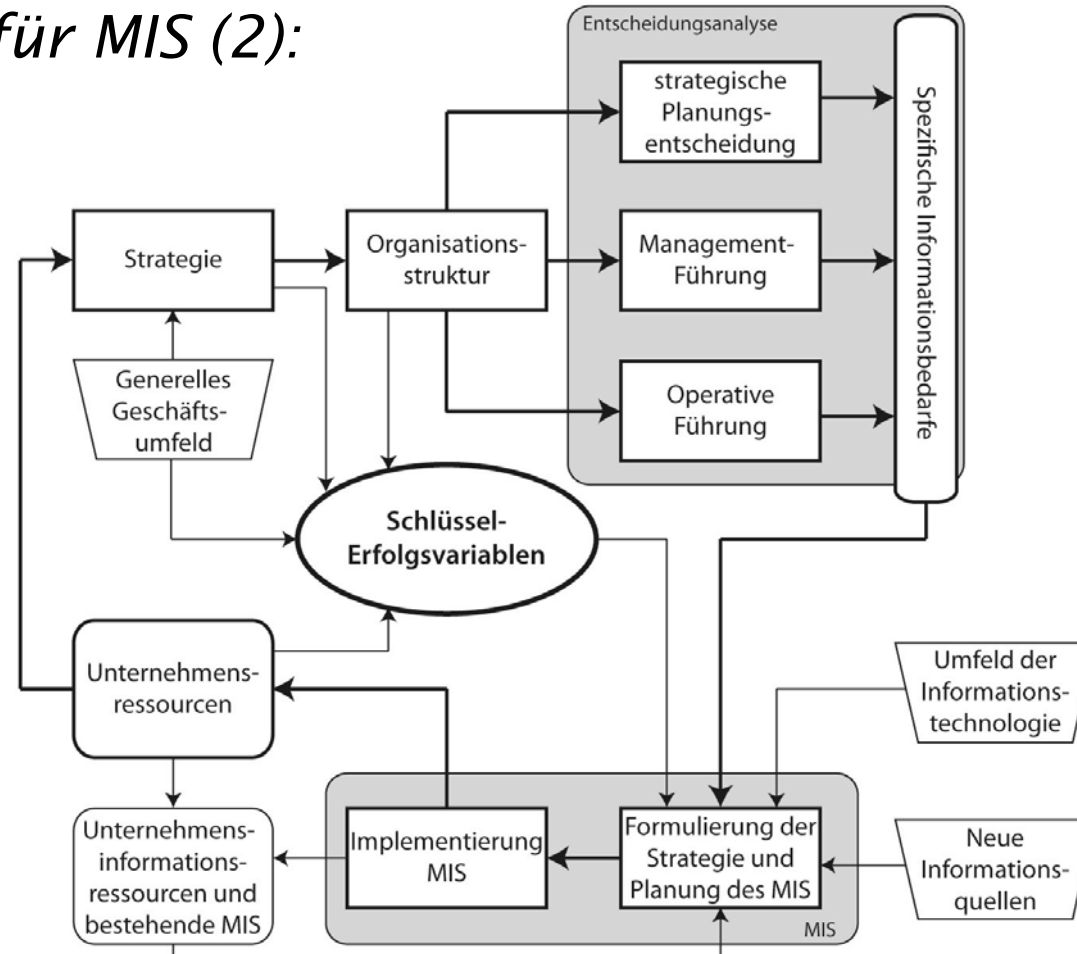 für MIS (2):
Entscheidungsanalyse
strategische
Planungs-
entscheidung
Spezifische Informationsbedarfe
Strategie
Organisations-
struktur
Management-
Führung
Generelles
Geschäfts-
umfeld
Operative
Führung
Schlüssel-
Erfolgsvariablen
Unternehmens-
ressourcen
Umfeld der
Informations-
technologie
Unternehmens-
informations-
ressourcen und
bestehende MIS
Implementierung
MIS
Formulierung der
Strategie und
Planung des MIS
Neue
Informations-
quellen
MIS